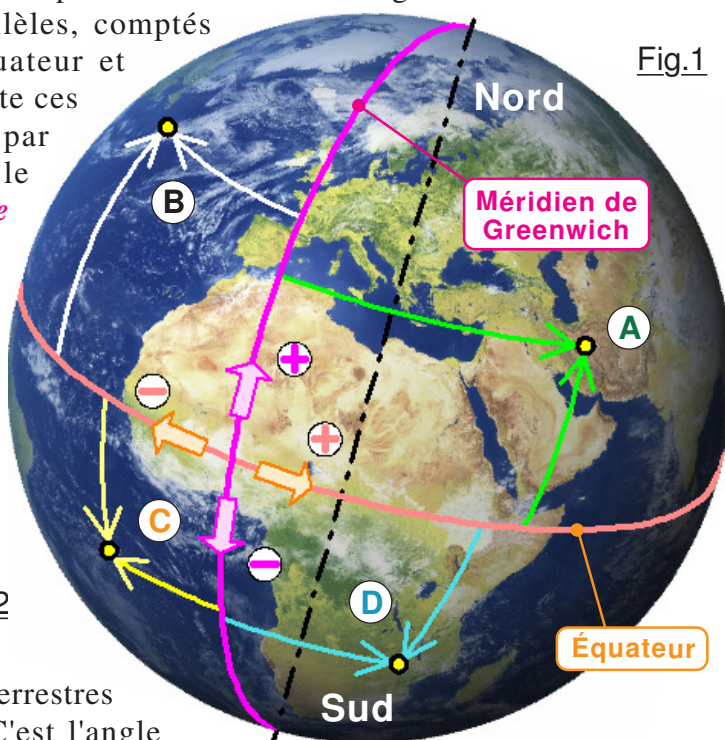 llèles, comptés
uateur et
te ces
par
le
e
Fig.1
Nord
Méridien de
Greenwich
B
A
+
−
+
C
−
D
2
Équateur
Sud
errestres
C'est l'angle